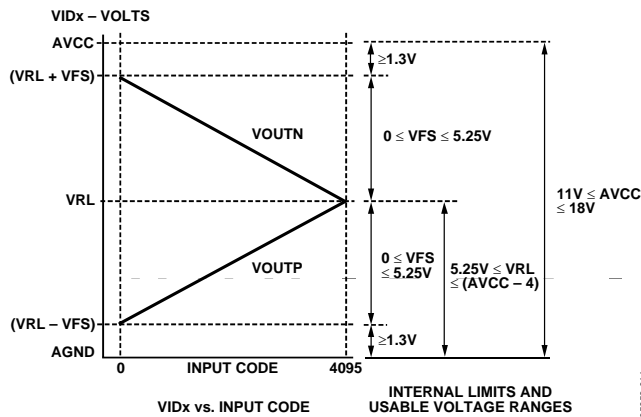 VIDx – VOLTS
AVCC
≥1.3V
(VRL + VFS)
VOUTN
0 ≤ VFS ≤ 5.25V
VRL
11V ≤ AVCC
≤ 18V
VOUTP
0 ≤ VFS
≤ 5.25V
5.25V ≤ VRL
≤ (AVCC – 4)
(VRL – VFS)
≥1.3V
AGND
0
INPUT CODE
4095
VIDx vs. INPUT CODE
INTERNAL LIMITS AND
USABLE VOLTAGE RANGES